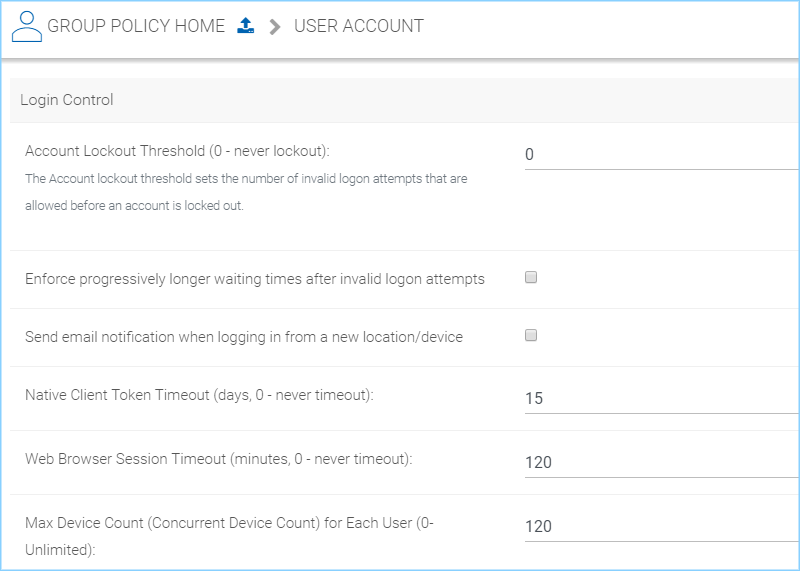 GROUP POLICY HOME USER ACCOUNT
Login Control
Account Lockout Threshold (0 - never lockout):
0
The Account lockout threshold sets the number of invalid logon attempts that are
allowed before an account is locked out.
Enforce progressively longer waiting times after invalid logon attempts
Send email notification when logging in from a new location/device
Native Client Token Timeout (days, 0 - never timeout):
15
Web Browser Session Timeout (minutes, 0 - never timeout):
120
Max Device Count (Concurrent Device Count) for Each User (0-
Unlimited):
120